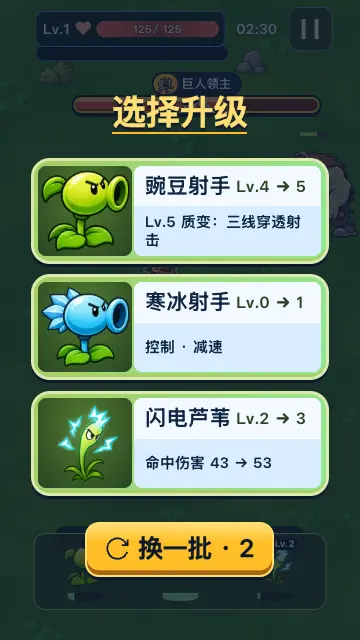 Lv.1
125/125
02:30
巨人领主
选择升级
豌豆射手 Lv.4 → 5
Lv.5 质变：三线穿透射
击
寒冰射手 Lv.0 → 1
控制 · 减速
闪电芦苇 Lv.2 → 3
命中伤害 43 → 53
换一批 · 2
Lv.2